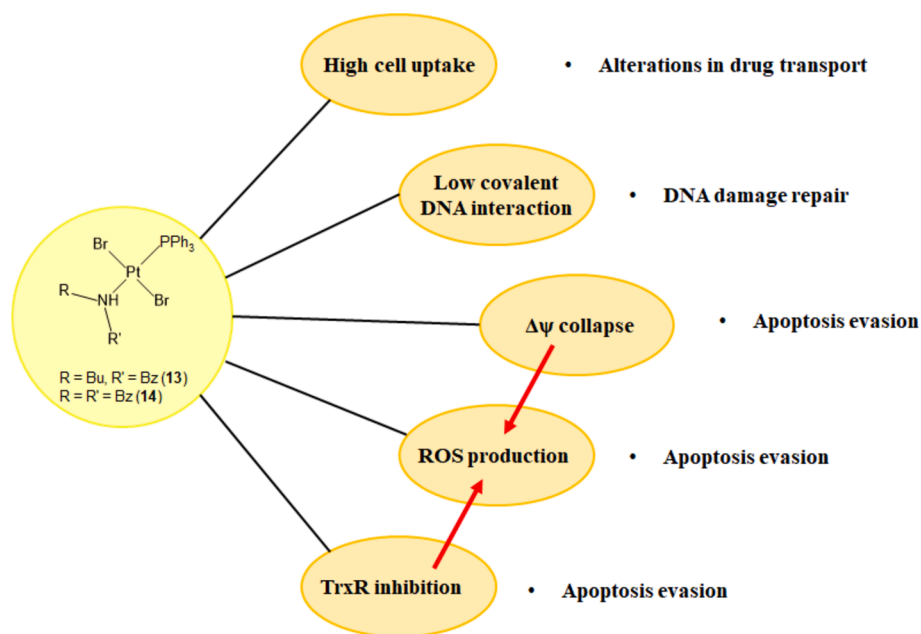 High cell uptake
• Alterations in drug transport
Low covalent
DNA interaction
• DNA damage repair
Br
PPh3
Pt
R
NH
Br
R'
R = Bu, R' = Bz (13)
R = R' = Bz (14)
Δψ collapse
• Apoptosis evasion
ROS production
• Apoptosis evasion
TrxR inhibition
• Apoptosis evasion